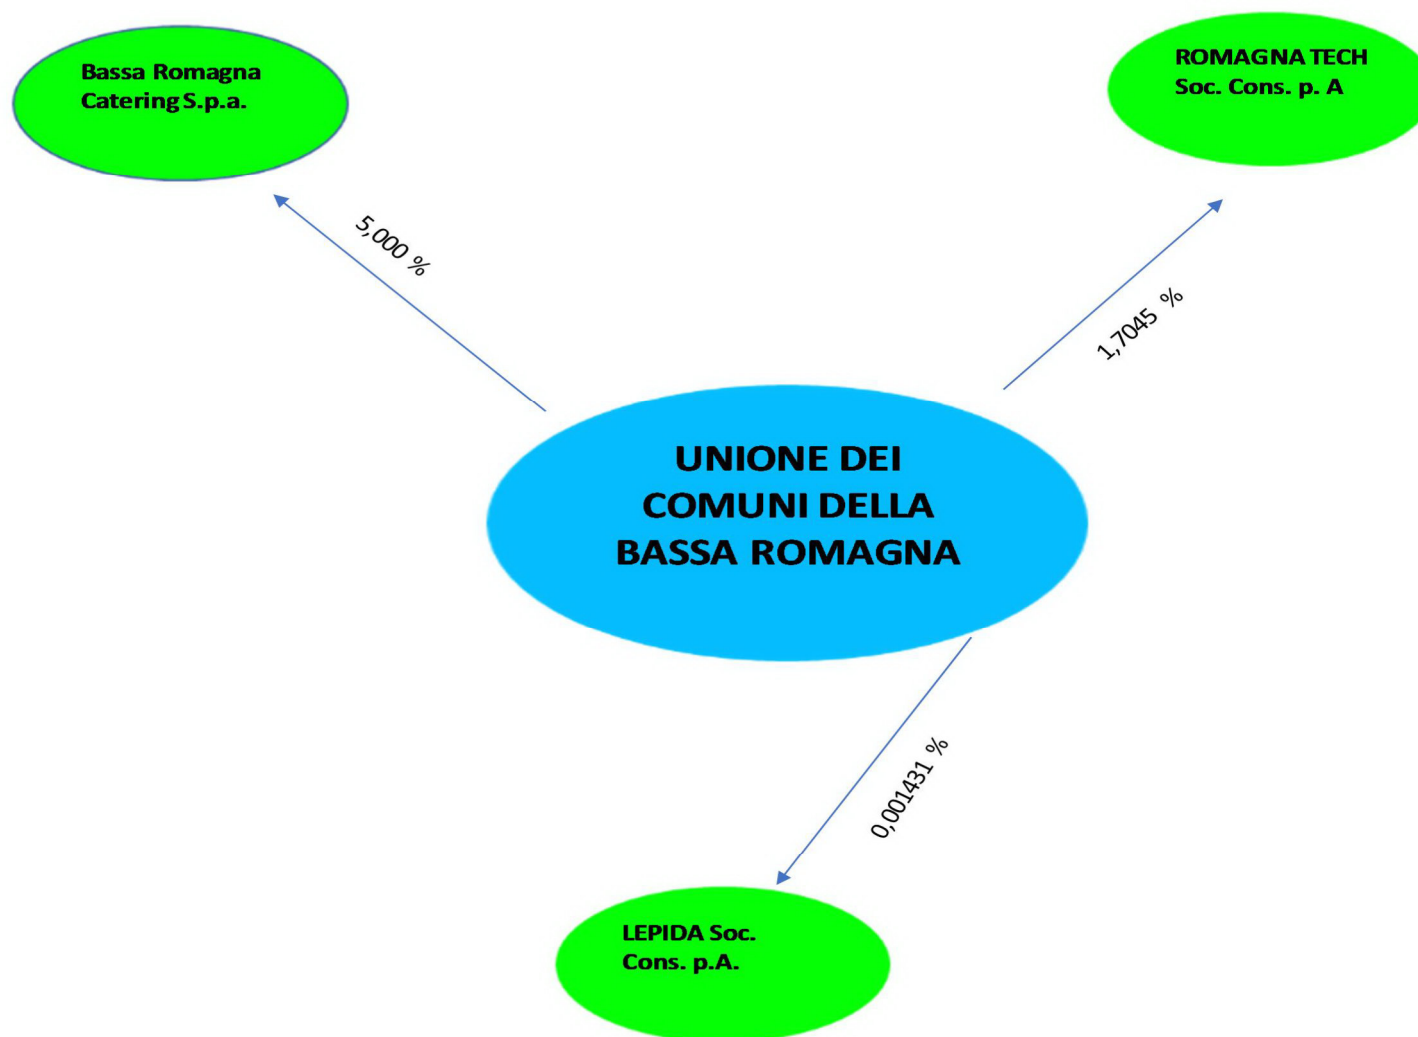 Bassa Romagna
Catering S.p.a.
ROMAGNA TECH
Soc. Cons. p. A
5,000 %
1,7045 %
UNIONE DEI
COMUNI DELLA
BASSA ROMAGNA
0,001431 %
LEPIDA Soc.
Cons. p.A.